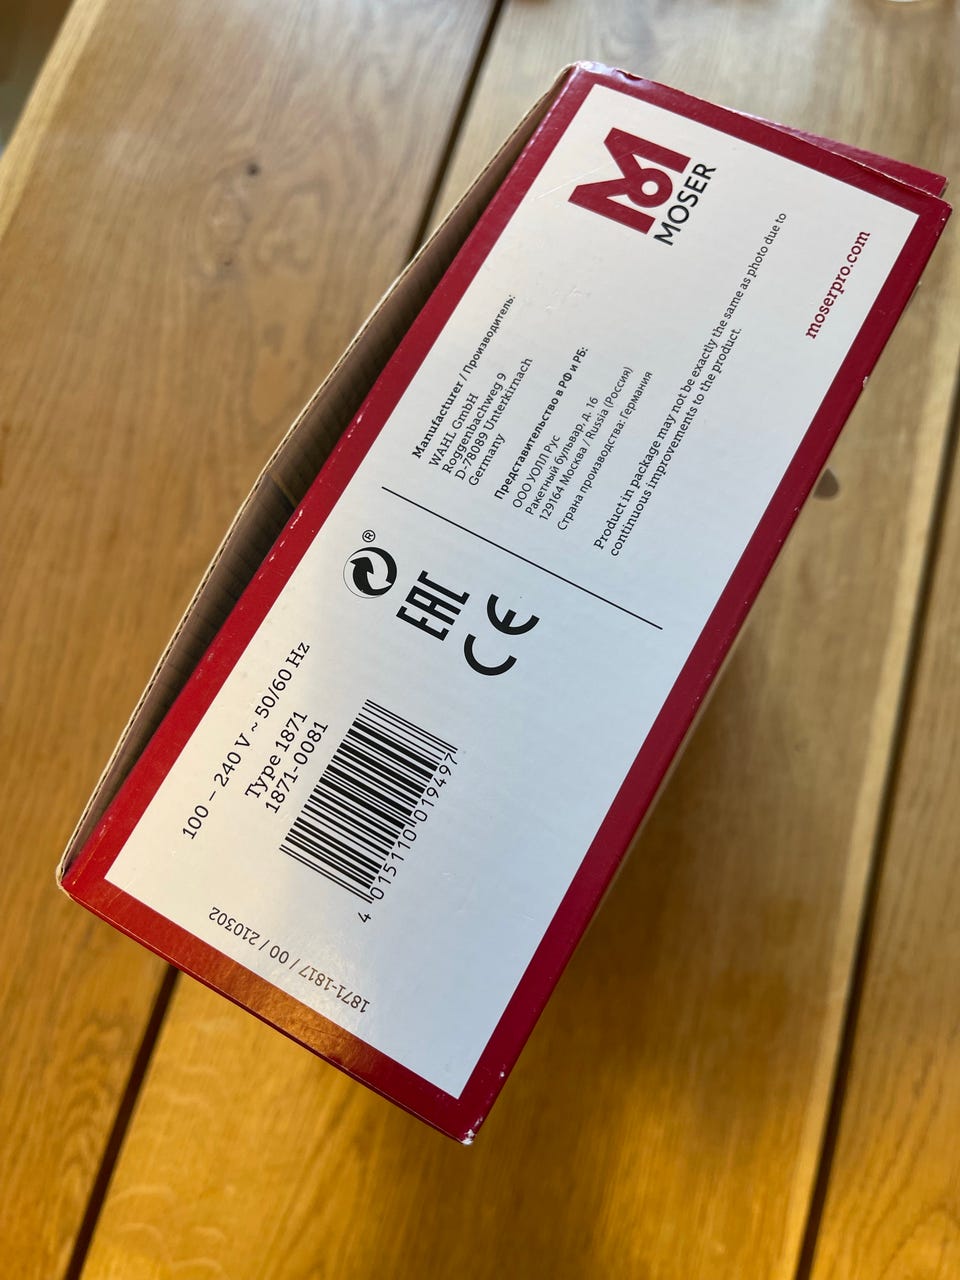 MOSER
moserpro.com
Manufacturer / Производитель:
WAHL GmbH
Roggenbachweg 9
D-78089 Unterkirnach
Germany
Представительство в РФ и РБ:
ООО УОЛЛ Рус
Ракетный бульвар, д. 16
129164 Москва / Russia (Россия)
Страна производства: Германия
Product in package may not be exactly the same as photo due to
continuous improvements to the product.
®
EAC
CE
100 – 240 V ~ 50/60 Hz
Type 1871
1871-0081
4 015110 019497
1871-1817 / 00 / 210302